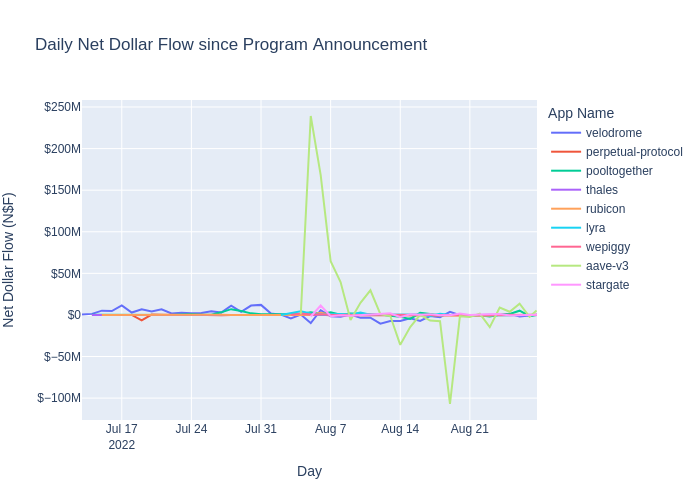 Daily Net Dollar Flow since Program Announcement
Net Dollar Flow (N$F)
$250M
$200M
$150M
$100M
$50M
$0
$−50M
$−100M
Jul 17
2022
Jul 24
Jul 31
Aug 7
Aug 14
Aug 21
Day
App Name
velodrome
perpetual-protocol
pooltogether
thales
rubicon
lyra
wepiggy
aave-v3
stargate